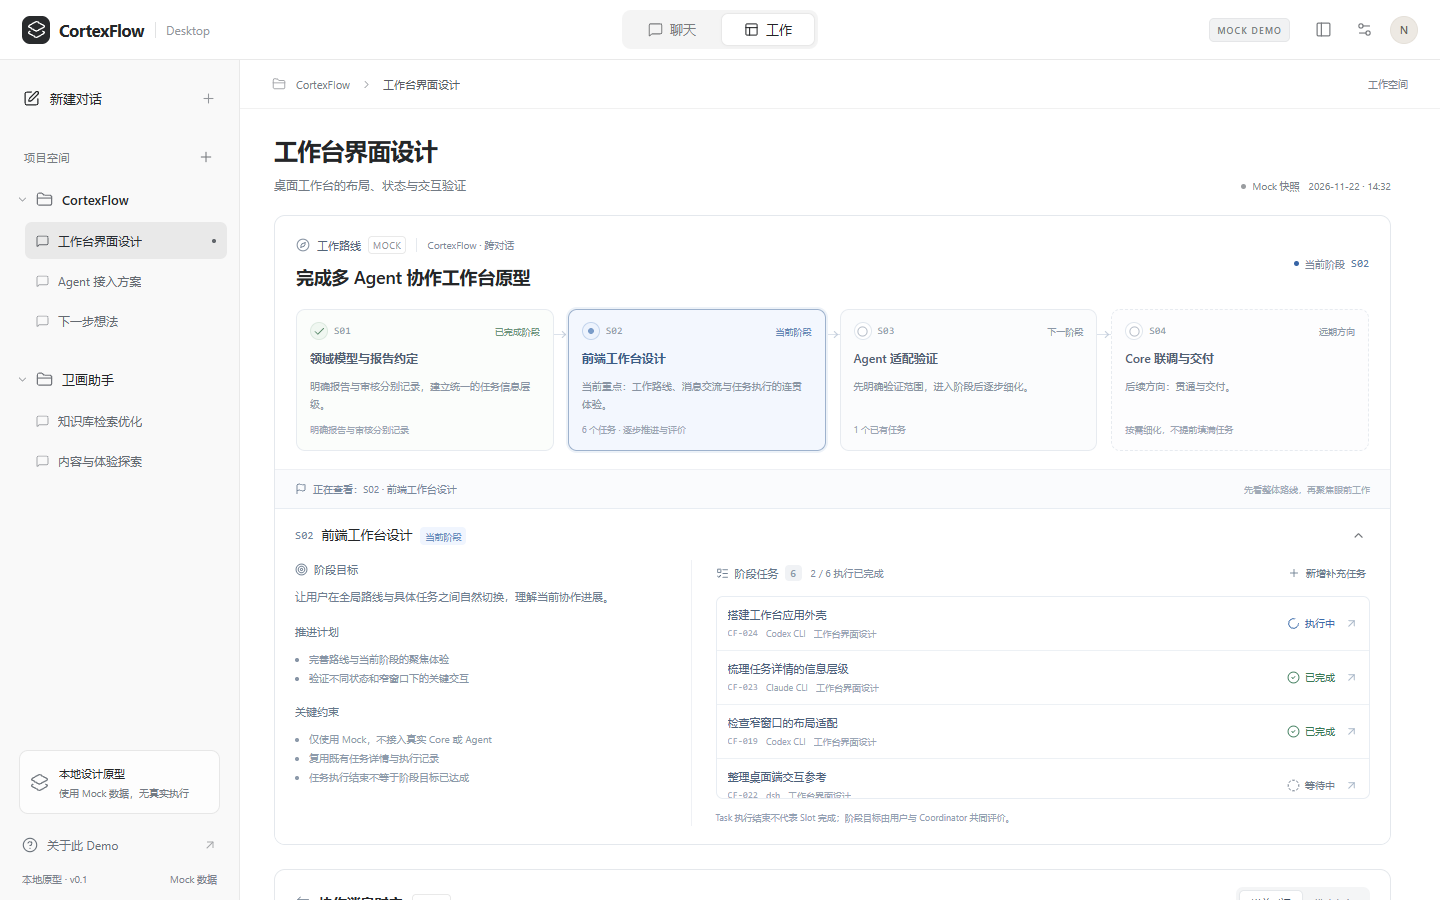 CortexFlow
Desktop
聊天
工作
MOCK DEMO
N
新建对话
项目空间
CortexFlow
工作台界面设计
Agent 接入方案
下一步想法
卫画助手
知识库检索优化
内容与体验探索
本地设计原型
使用 Mock 数据，无真实执行
关于此 Demo
本地原型 · v0.1
Mock 数据
CortexFlow
工作台界面设计
工作空间
工作台界面设计
桌面工作台的布局、状态与交互验证
Mock 快照 2026-11-22 · 14:32
工作路线 MOCK CortexFlow · 跨对话
完成多 Agent 协作工作台原型
当前阶段 S02
S01 已完成阶段
领域模型与报告约定
明确报告与审核分别记录，建立统一的任务信息层
级。
明确报告与审核分别记录
S02 当前阶段
前端工作台设计
当前重点：工作路线、消息交流与任务执行的连贯
体验。
6 个任务 · 逐步推进与评价
S03 下一阶段
Agent 适配验证
先明确验证范围，进入阶段后逐步细化。
1 个已有任务
S04 远期方向
Core 联调与交付
后续方向：贯通与交付。
按需细化，不提前填满任务
正在查看：S02 · 前端工作台设计
先看整体路线，再聚焦眼前工作
S02 前端工作台设计 当前阶段
阶段目标
让用户在全局路线与具体任务之间自然切换，理解当前协作进展。
推进计划
完善路线与当前阶段的聚焦体验
验证不同状态和窄窗口下的关键交互
关键约束
仅使用 Mock，不接入真实 Core 或 Agent
复用既有任务详情与执行记录
任务执行结束不等于阶段目标已达成
阶段任务 6 2 / 6 执行已完成
新增补充任务
搭建工作台应用外壳
CF-024 Codex CLI 工作台界面设计
执行中
梳理任务详情的信息层级
CF-023 Claude CLI 工作台界面设计
已完成
检查窄窗口的布局适配
CF-019 Codex CLI 工作台界面设计
已完成
整理桌面端交互参考
CF-022 dsh 工作台界面设计
等待中
Task 执行结束不代表 Slot 完成；阶段目标由用户与 Coordinator 共同评价。